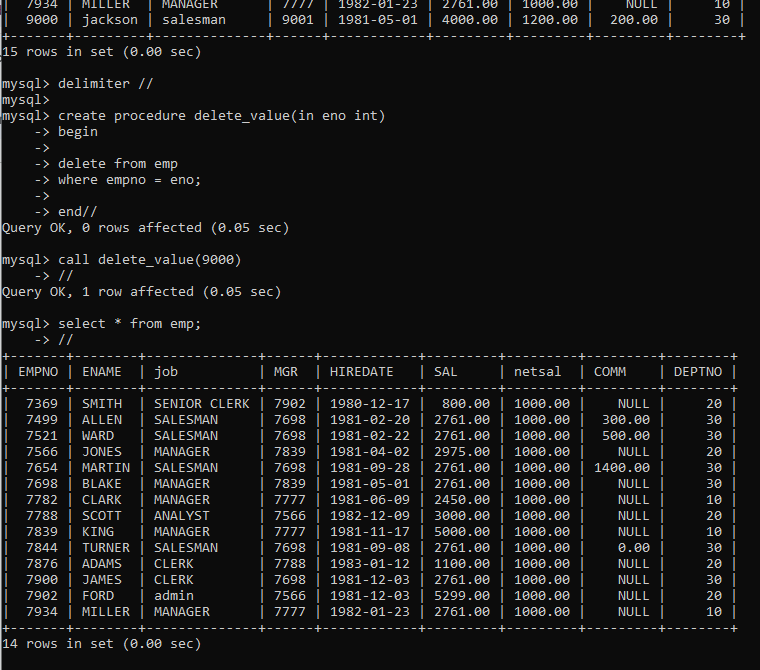 | 7934 | MILLER | MANAGER | 7777 | 1982-01-23 | 2761.00 | 1000.00 | NULL | 10 |
| 9000 | jackson | salesman | 9001 | 1981-05-01 | 4000.00 | 1200.00 | 200.00 | 30 |
+-------+---------+--------------+------+------------+---------+---------+---------+--------+
15 rows in set (0.00 sec)
mysql> delimiter //
mysql>
mysql> create procedure delete_value(in eno int)
-> begin
->
-> delete from emp
-> where empno = eno;
->
-> end//
Query OK, 0 rows affected (0.05 sec)
mysql> call delete_value(9000)
-> //
Query OK, 1 row affected (0.05 sec)
mysql> select * from emp;
-> //
+-------+--------+--------------+------+------------+---------+---------+---------+--------+
| EMPNO | ENAME | job | MGR | HIREDATE | SAL | netsal | COMM | DEPTNO |
+-------+--------+--------------+------+------------+---------+---------+---------+--------+
| 7369 | SMITH | SENIOR CLERK | 7902 | 1980-12-17 | 800.00 | 1000.00 | NULL | 20 |
| 7499 | ALLEN | SALESMAN | 7698 | 1981-02-20 | 2761.00 | 1000.00 | 300.00 | 30 |
| 7521 | WARD | SALESMAN | 7698 | 1981-02-22 | 2761.00 | 1000.00 | 500.00 | 30 |
| 7566 | JONES | MANAGER | 7839 | 1981-04-02 | 2975.00 | 1000.00 | NULL | 20 |
| 7654 | MARTIN | SALESMAN | 7698 | 1981-09-28 | 2761.00 | 1000.00 | 1400.00 | 30 |
| 7698 | BLAKE | MANAGER | 7839 | 1981-05-01 | 2761.00 | 1000.00 | NULL | 30 |
| 7782 | CLARK | MANAGER | 7777 | 1981-06-09 | 2450.00 | 1000.00 | NULL | 10 |
| 7788 | SCOTT | ANALYST | 7566 | 1982-12-09 | 3000.00 | 1000.00 | NULL | 20 |
| 7839 | KING | MANAGER | 7777 | 1981-11-17 | 5000.00 | 1000.00 | NULL | 10 |
| 7844 | TURNER | SALESMAN | 7698 | 1981-09-08 | 2761.00 | 1000.00 | 0.00 | 30 |
| 7876 | ADAMS | CLERK | 7788 | 1983-01-12 | 1100.00 | 1000.00 | NULL | 20 |
| 7900 | JAMES | CLERK | 7698 | 1981-12-03 | 2761.00 | 1000.00 | NULL | 30 |
| 7902 | FORD | admin | 7566 | 1981-12-03 | 5299.00 | 1000.00 | NULL | 20 |
| 7934 | MILLER | MANAGER | 7777 | 1982-01-23 | 2761.00 | 1000.00 | NULL | 10 |
+-------+--------+--------------+------+------------+---------+---------+---------+--------+
14 rows in set (0.00 sec)